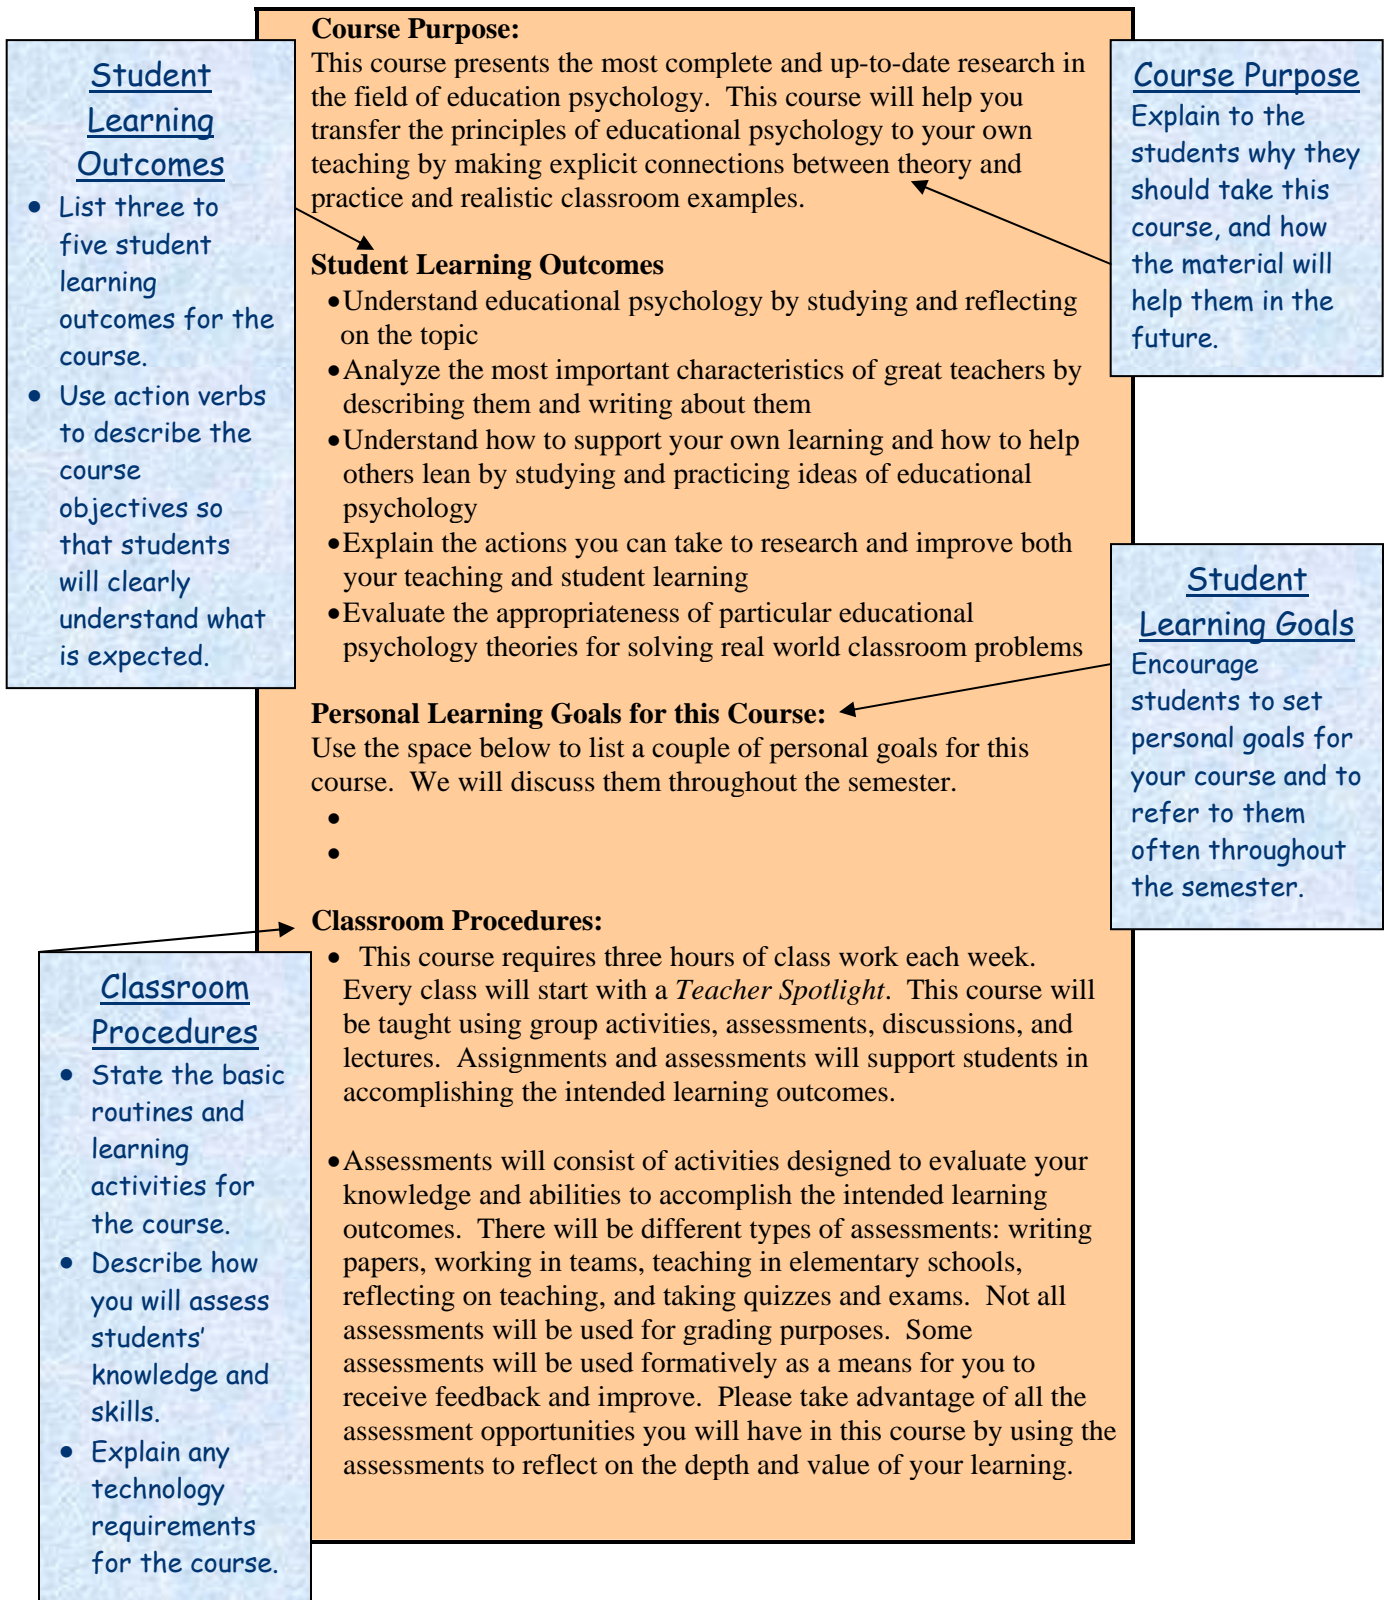 Course Purpose:
This course presents the most complete and up-to-date research in
the field of education psychology.  This course will help you
transfer the principles of educational psychology to your own
teaching by making explicit connections between theory and
practice and realistic classroom examples.
Student Learning Outcomes
•Understand educational psychology by studying and reflecting
on the topic
•Analyze the most important characteristics of great teachers by
describing them and writing about them
•Understand how to support your own learning and how to help
others lean by studying and practicing ideas of educational
psychology
•Explain the actions you can take to research and improve both
your teaching and student learning
•Evaluate the appropriateness of particular educational
psychology theories for solving real world classroom problems
Personal Learning Goals for this Course:
Use the space below to list a couple of personal goals for this
course.  We will discuss them throughout the semester.
•
•
Classroom Procedures:
• This course requires three hours of class work each week.
Every class will start with a Teacher Spotlight.  This course will
be taught using group activities, assessments, discussions, and
lectures.  Assignments and assessments will support students in
accomplishing the intended learning outcomes.
•Assessments will consist of activities designed to evaluate your
knowledge and abilities to accomplish the intended learning
outcomes.  There will be different types of assessments: writing
papers, working in teams, teaching in elementary schools,
reflecting on teaching, and taking quizzes and exams.  Not all
assessments will be used for grading purposes.  Some
assessments will be used formatively as a means for you to
receive feedback and improve.  Please take advantage of all the
assessment opportunities you will have in this course by using the
assessments to reflect on the depth and value of your learning.
Student
Learning
Outcomes
• List three to
five student
learning
outcomes for the
course.
• Use action verbs
to describe the
course
objectives so
that students
will clearly
understand what
is expected.
Course Purpose
Explain to the
students why they
should take this
course, and how
the material will
help them in the
future.
Student
Learning Goals
Encourage
students to set
personal goals for
your course and to
refer to them
often throughout
the semester.
Classroom
Procedures
• State the basic
routines and
learning
activities for
the course.
• Describe how
you will assess
students’
knowledge and
skills.
• Explain any
technology
requirements
for the course.